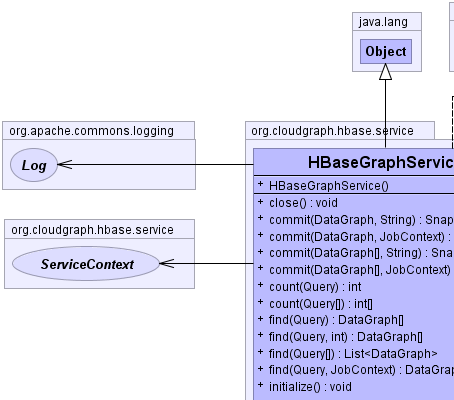 java.lang
Object
org.apache.commons.logging
Log
org.cloudgraph.hbase.service
ServiceContext
org.cloudgraph.hbase.service
HBaseGraphServic
+ HBaseGraphService()
+ close() : void
+ commit(DataGraph, String) : Snap
+ commit(DataGraph, JobContext) :
+ commit(DataGraph[], String) : Sna
+ commit(DataGraph[], JobContext)
+ count(Query) : int
+ count(Query[]) : int[]
+ find(Query) : DataGraph[]
+ find(Query, int) : DataGraph[]
+ find(Query[]) : List<DataGraph>
+ find(Query, JobContext) : DataGra
+ initialize() : void